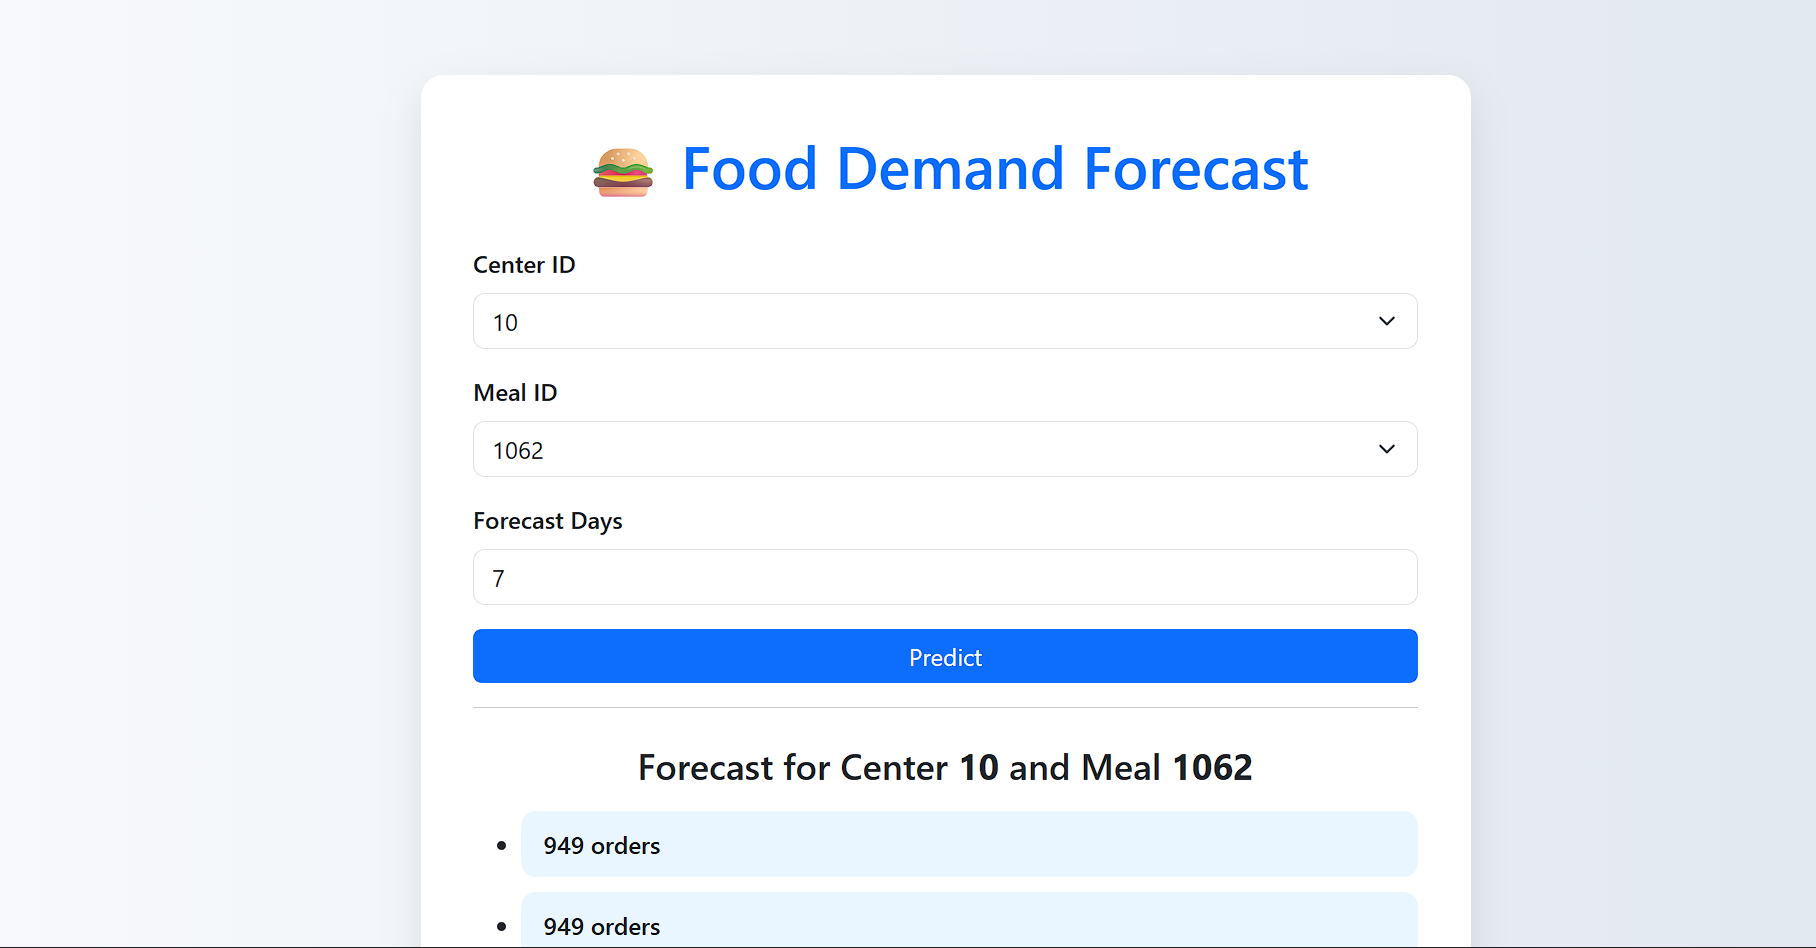 Food Demand Forecast
Center ID
10
Meal ID
1062
Forecast Days
7
Predict
Forecast for Center 10 and Meal 1062
949 orders
949 orders